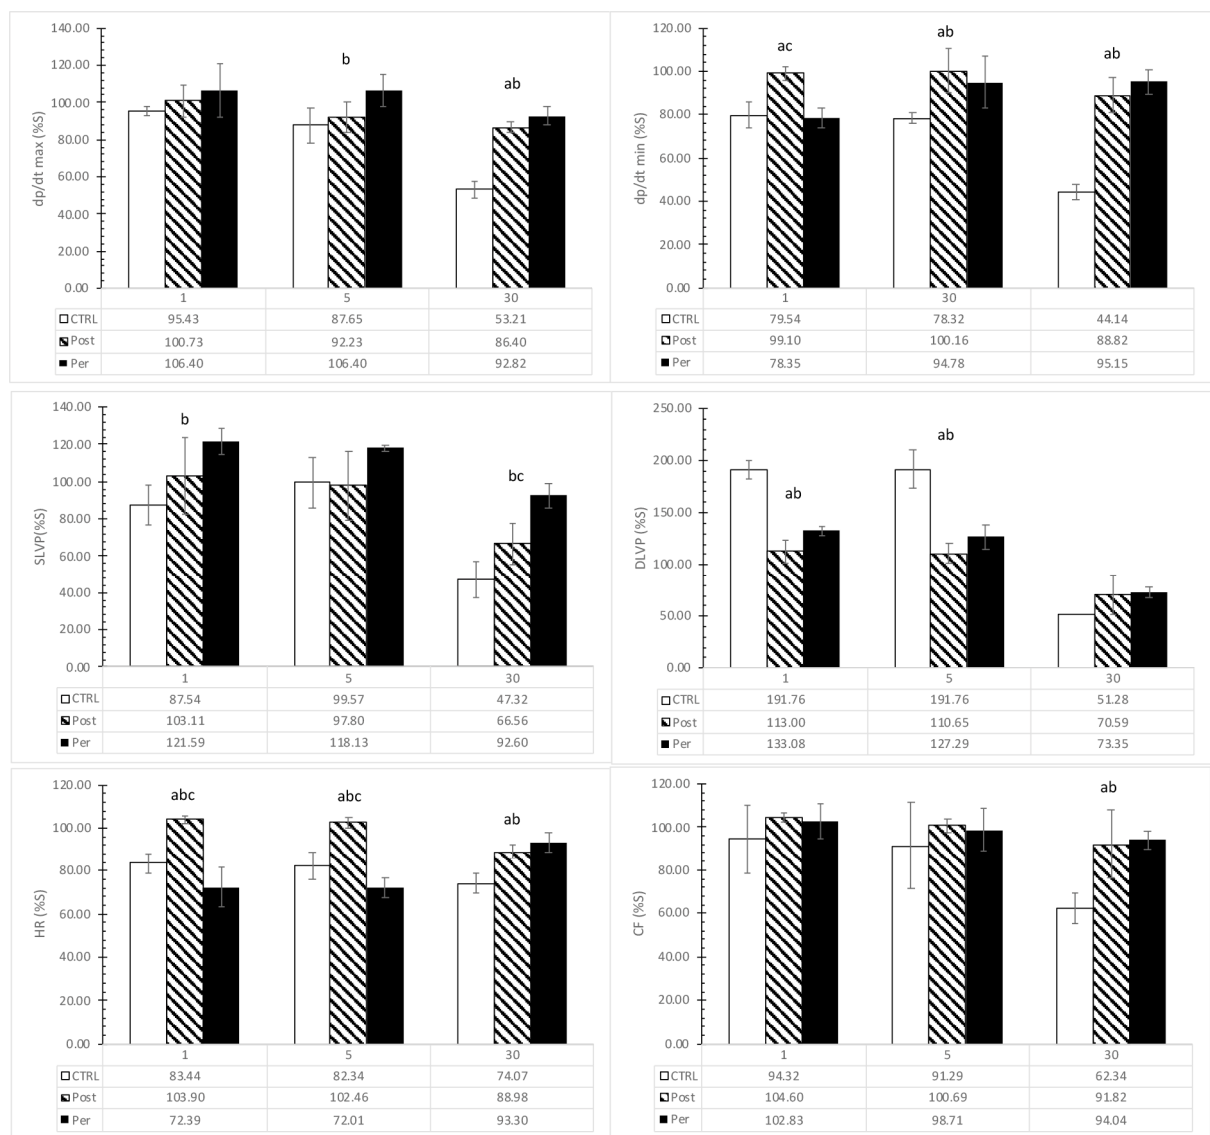 140.00
120.00
100.00
80.00
60.00
40.00
20.00
0.00
dp/dt max (%S)
b
ab
1 5 30
CTRL 95.43 87.65 53.21
Post 100.73 92.23 86.40
Per 106.40 106.40 92.82
120.00
100.00
80.00
60.00
40.00
20.00
0.00
dp/dt min (%S)
ac
ab
ab
1 30
CTRL 79.54 78.32 44.14
Post 99.10 100.16 88.82
Per 78.35 94.78 95.15
140.00
120.00
100.00
80.00
60.00
40.00
20.00
0.00
SLVP(%S)
b
bc
1 5 30
CTRL 87.54 99.57 47.32
Post 103.11 97.80 66.56
Per 121.59 118.13 92.60
250.00
200.00
150.00
100.00
50.00
0.00
DLVP (%S)
ab
ab
1 5 30
CTRL 191.76 191.76 51.28
Post 113.00 110.65 70.59
Per 133.08 127.29 73.35
120.00
100.00
80.00
60.00
40.00
20.00
0.00
HR (%S)
abc
abc
ab
1 5 30
CTRL 83.44 82.34 74.07
Post 103.90 102.46 88.98
Per 72.39 72.01 93.30
120.00
100.00
80.00
60.00
40.00
20.00
0.00
CF (%S)
ab
1 5 30
CTRL 94.32 91.29 62.34
Post 104.60 100.69 91.82
Per 102.83 98.71 94.04